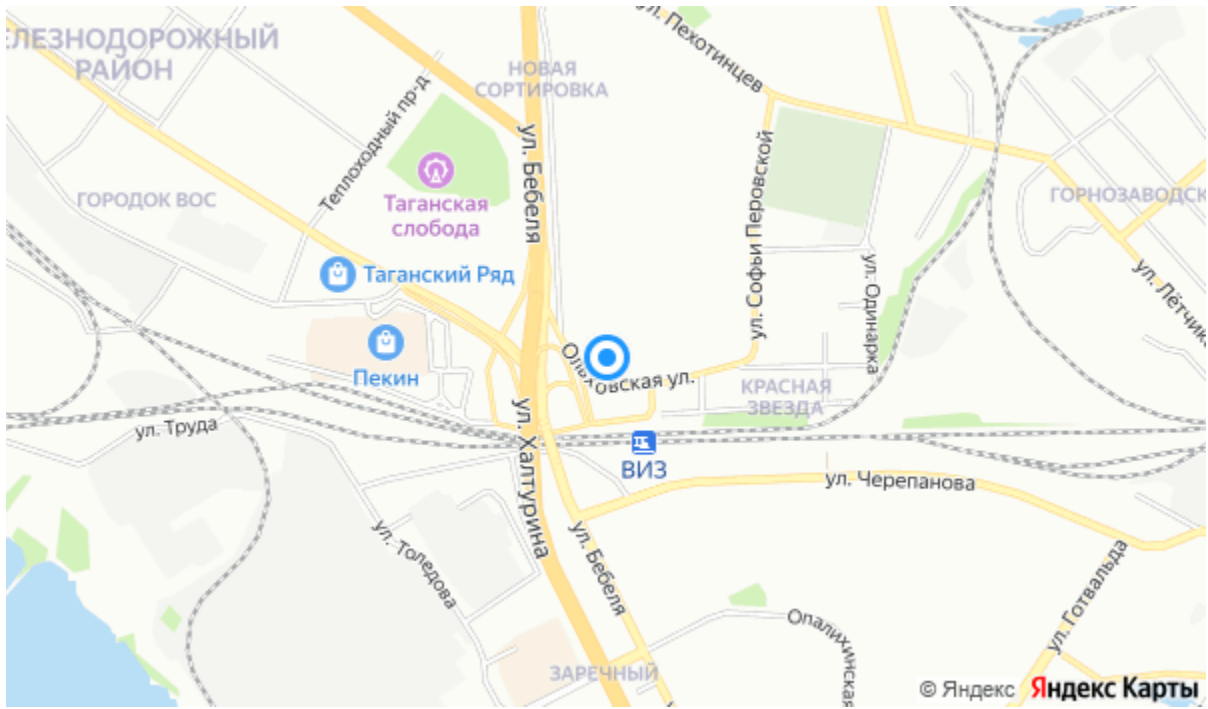 ЕЛЕЗНОДОРОЖНЫЙ
РАЙОН
НОВАЯ
СОРТИРОВКА
ул. Пехотинцев
Теплоходный пр-д
ул. Бебеля
Таганская
слобода
ГОРОДОК ВОС
ул. Софьи Перовской
ГОРНОЗАВОДСК
Таганский Ряд
ул. Одинарка
ул. Лётчика
Пекин
овская ул.
КРАСНАЯ
ЗВЕЗДА
ул. Труда
ул. Халтурина
ВИЗ
ул. Черепанова
ул. Толедова
ул. Бебеля
ул. Готвальда
Опалихинская
ЗАРЕЧНЫЙ
© Яндекс Яндекс Карты